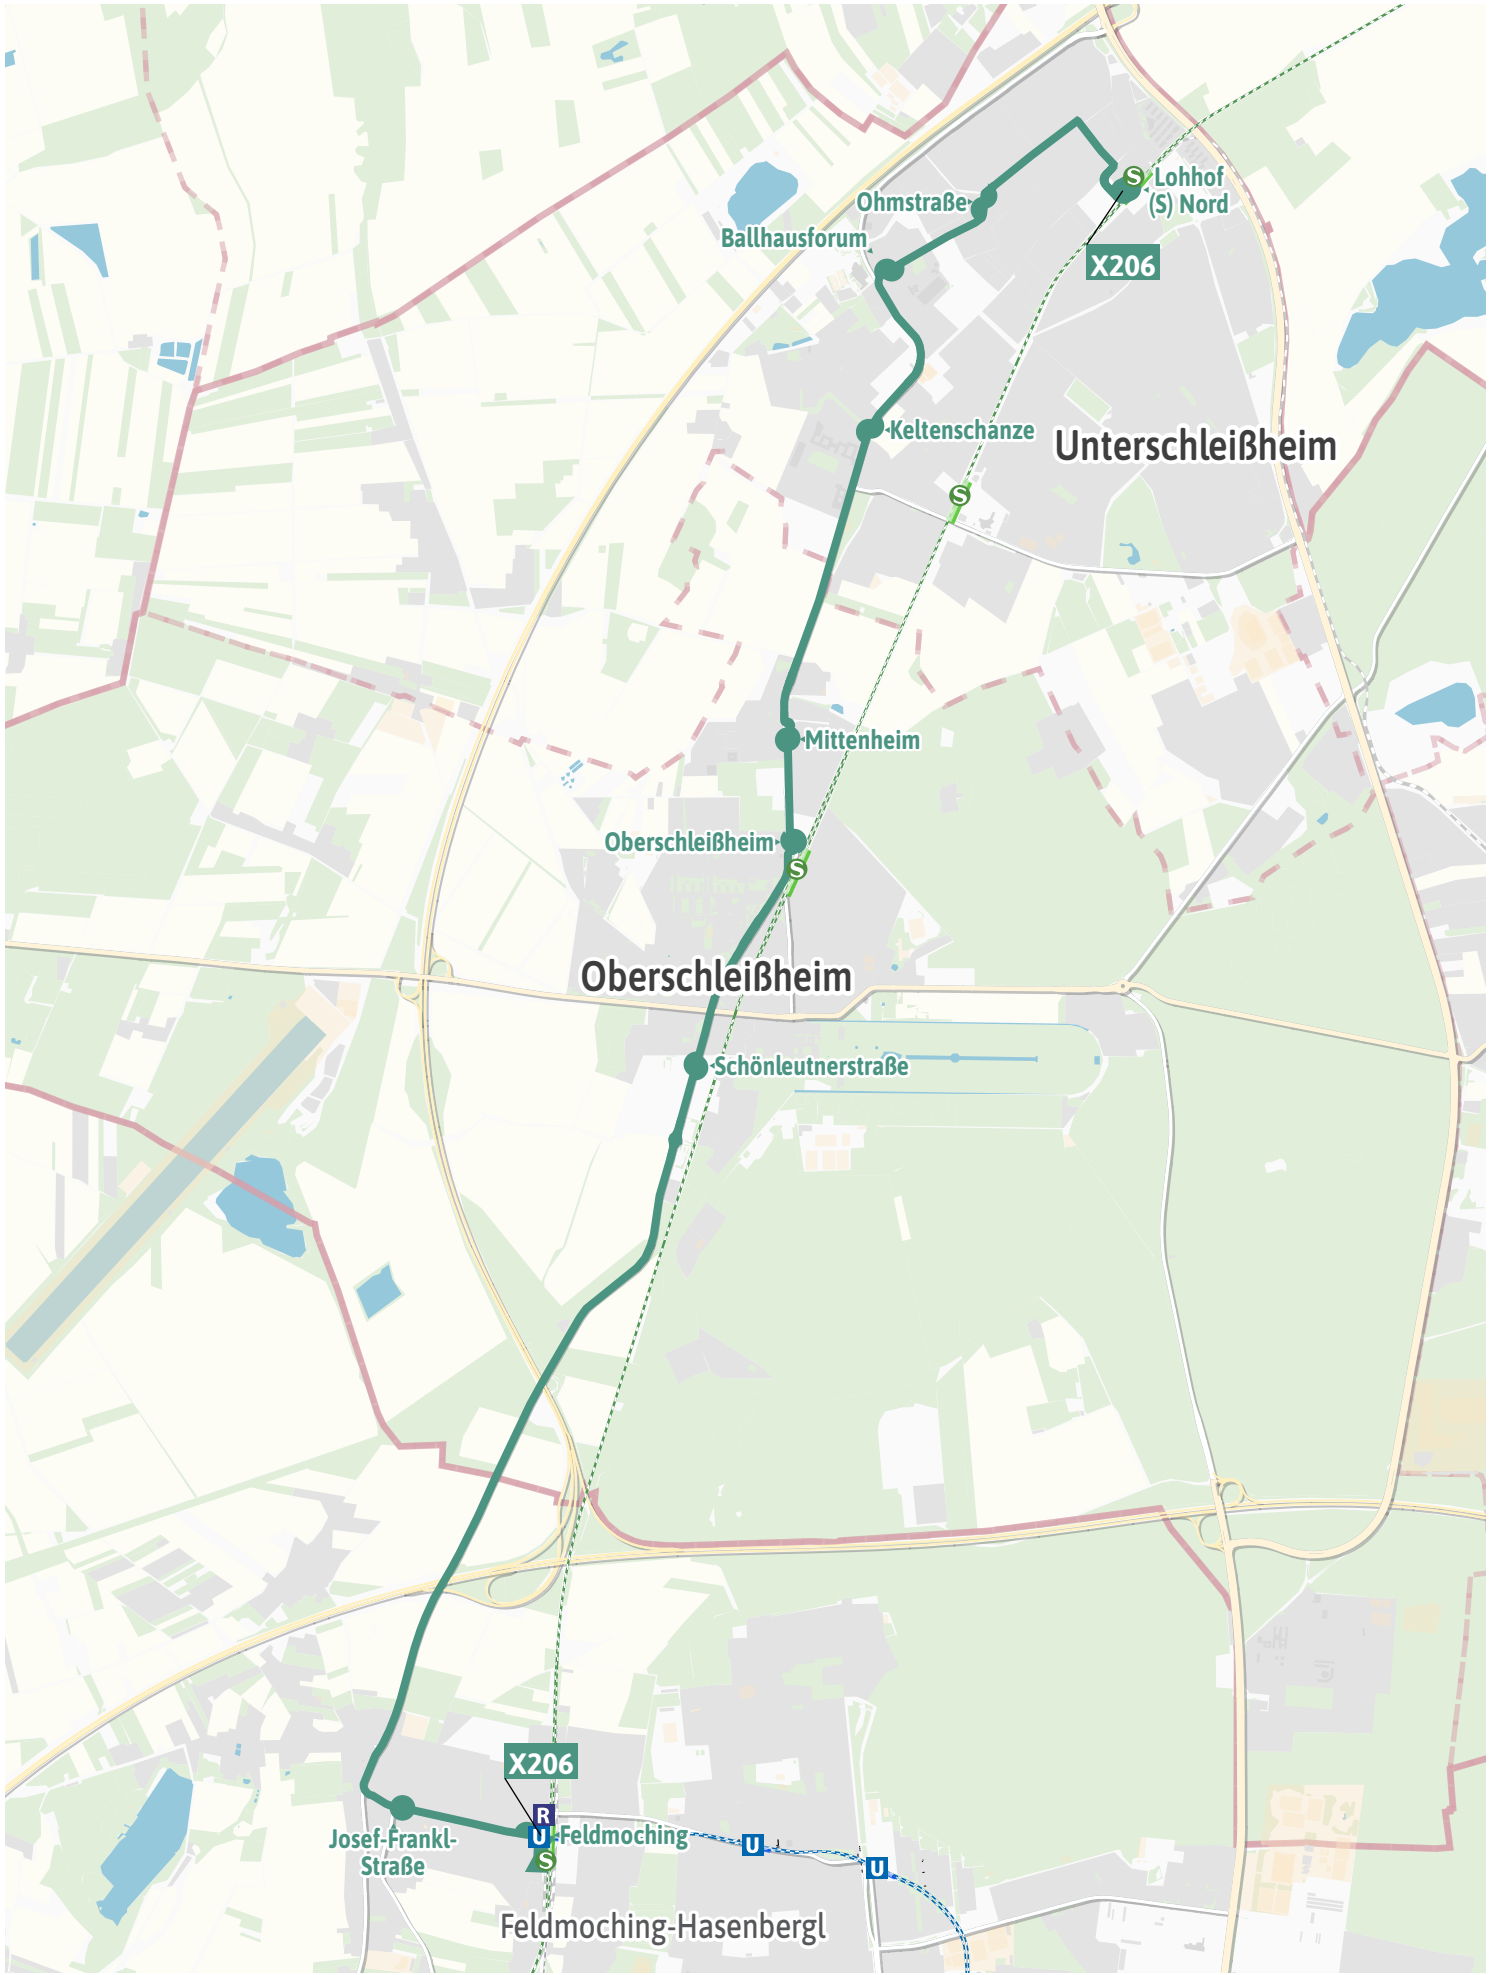 S
Lohhof
(S) Nord
Ohmstraße
Ballhausforum
X206
Keltenschanze
Unterschleißheim
S
Mittenheim
Oberschleißheim
S
Oberschleißheim
Schönleutnerstraße
X206
R
U
Feldmoching
S
Josef-Frankl-
Straße
U
U
Feldmoching-Hasenbergl